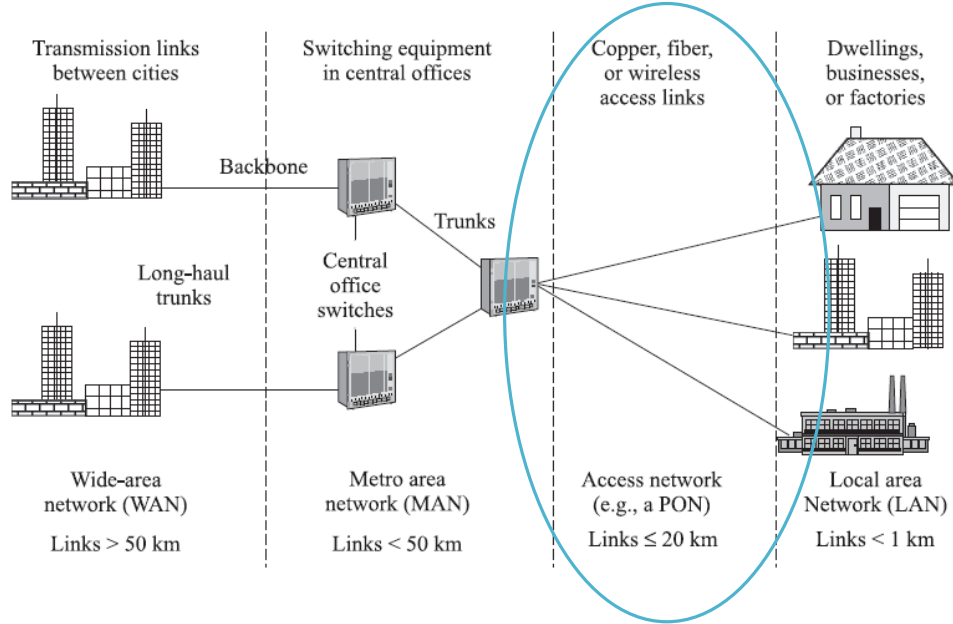 Transmission links
between cities
Switching equipment
in central offices
Copper, fiber,
or wireless
access links
Dwellings,
businesses,
or factories
Backbone
Trunks
Long-haul
trunks
Central
office
switches
Wide-area
network (WAN)
Links > 50 km
Metro area
network (MAN)
Links < 50 km
Access network
(e.g., a PON)
Links ≤ 20 km
Local area
Network (LAN)
Links < 1 km